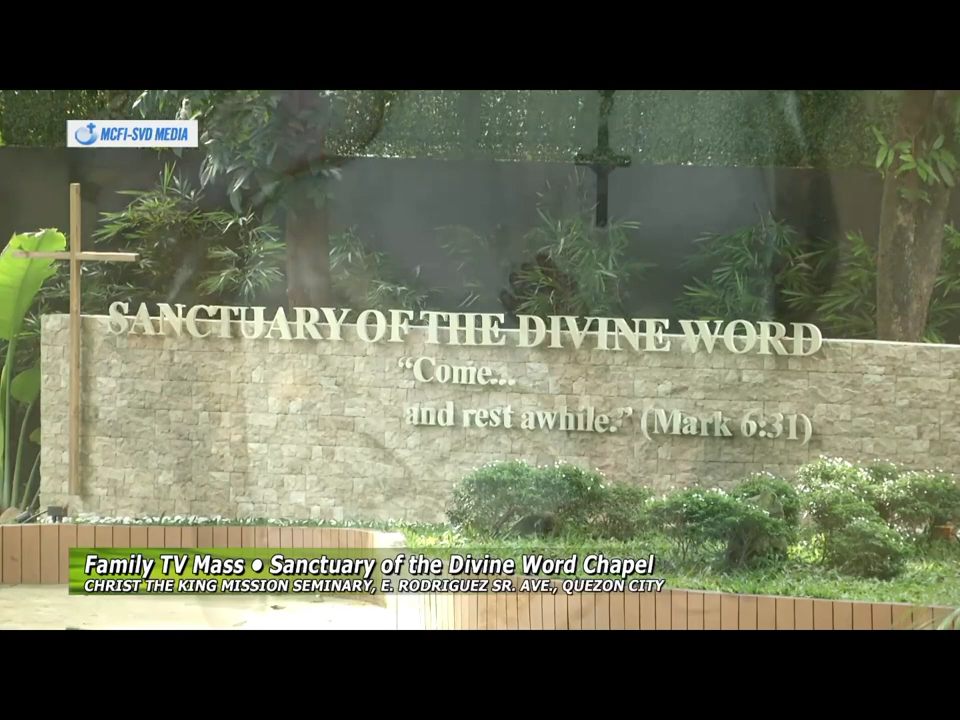 MCFI-SVD MEDIA
SANCTUARY OF THE DIVINE WORD
“Come...
and rest awhile.” (Mark 6:31)
Family TV Mass • Sanctuary of the Divine Word Chapel
CHRIST THE KING MISSION SEMINARY, E. RODRIGUEZ SR. AVE., QUEZON CITY